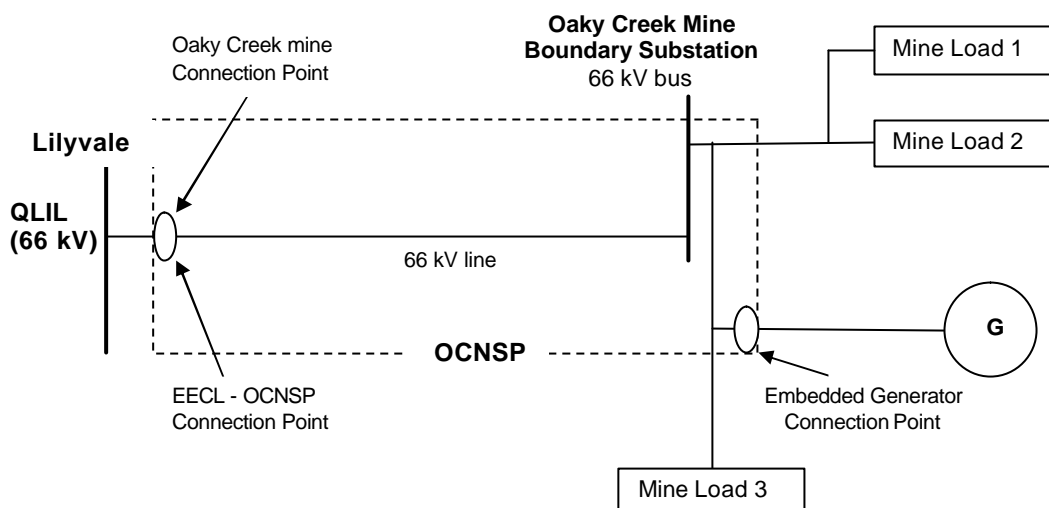 Oaky Creek mine
Connection Point
Oaky Creek Mine
Boundary Substation
66 kV bus
Mine Load 1
Mine Load 2
Lilyvale
QLIL
(66 kV)
66 kV line
G
OCNSP
EECL - OCNSP
Connection Point
Embedded Generator
Connection Point
Mine Load 3